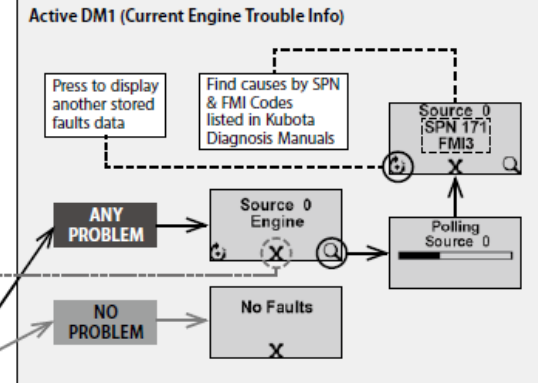 Active DM1 (Current Engine Trouble Info)
Press to display
another stored
faults data
Find causes by SPN
& FMI Codes
listed in Kubota
Diagnosis Manuals
Source 0
SPN 171
FMI3
X
ANY
PROBLEM
Source 0
Engine
X
Polling
Source 0
NO
PROBLEM
No Faults
X